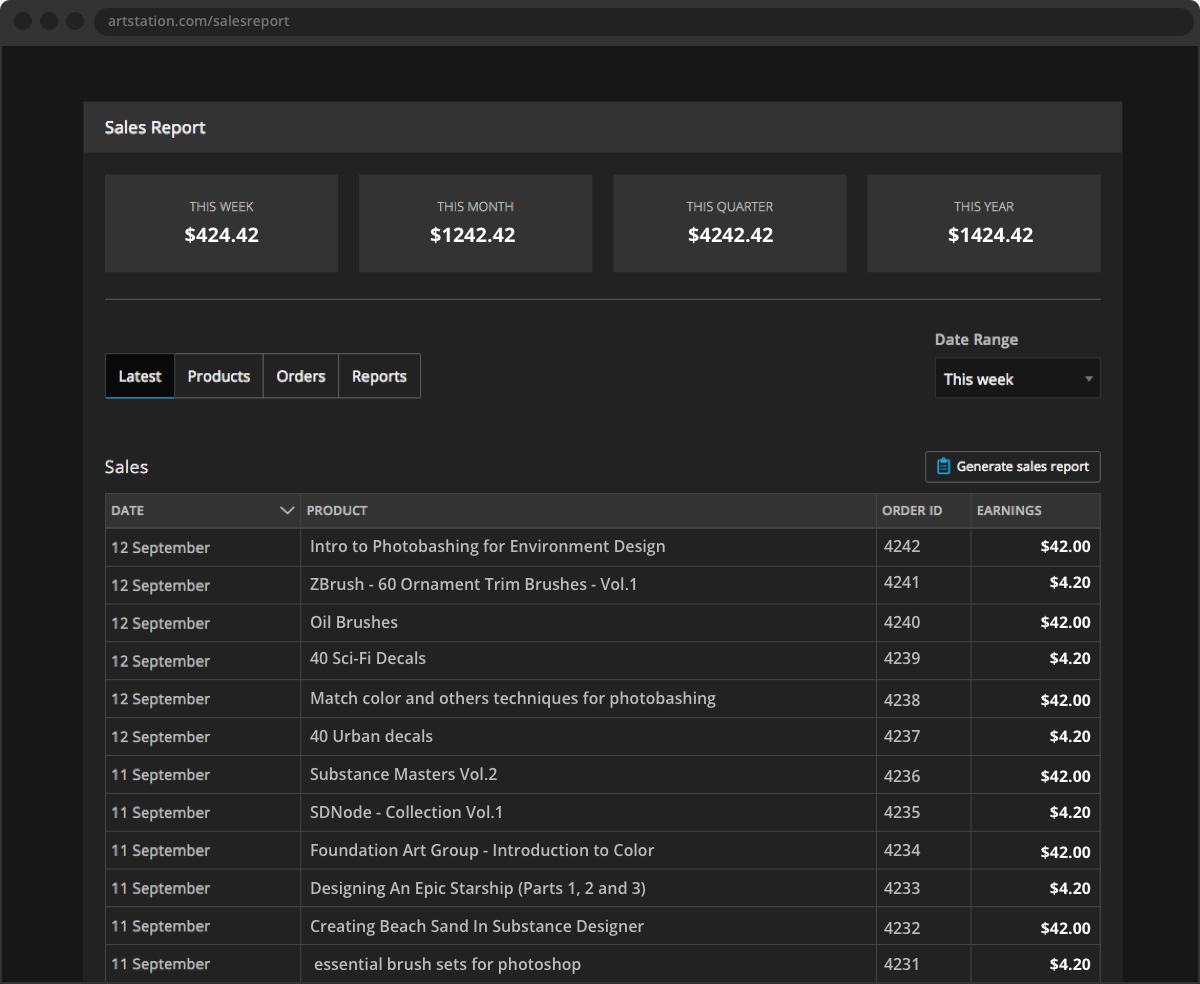 artstation.com/salesreport
Sales Report
THIS WEEK THIS MONTH THIS QUARTER THIS YEAR
$424.42 $1242.42 $4242.42 $1424.42
Date Range
Latest Products Orders Reports This week
Sales Generate sales report
DATE PRODUCT ORDER ID EARNINGS
12 September Intro to Photobashing for Environment Design 4242 $42.00
12 September ZBrush - 60 Ornament Trim Brushes - Vol.1 4241 $4.20
12 September Oil Brushes 4240 $42.00
12 September 40 Sci-Fi Decals 4239 $4.20
12 September Match color and others techniques for photobashing 4238 $42.00
12 September 40 Urban decals 4237 $4.20
11 September Substance Masters Vol.2 4236 $42.00
11 September SDNode - Collection Vol.1 4235 $4.20
11 September Foundation Art Group - Introduction to Color 4234 $42.00
11 September Designing An Epic Starship (Parts 1, 2 and 3) 4233 $4.20
11 September Creating Beach Sand In Substance Designer 4232 $42.00
11 September essential brush sets for photoshop 4231 $4.20